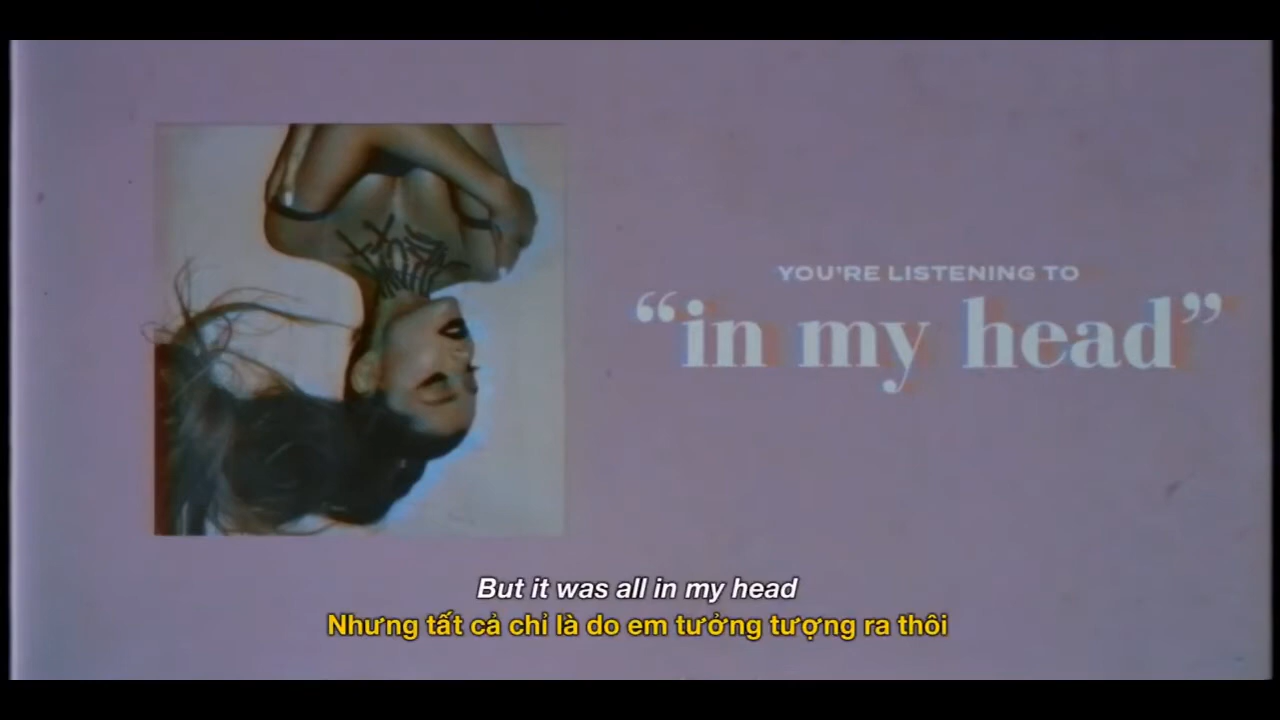 YOU'RE LISTENING TO
“in my head”
But it was all in my head
Nhưng tất cả chỉ là do em tưởng tượng ra thôi